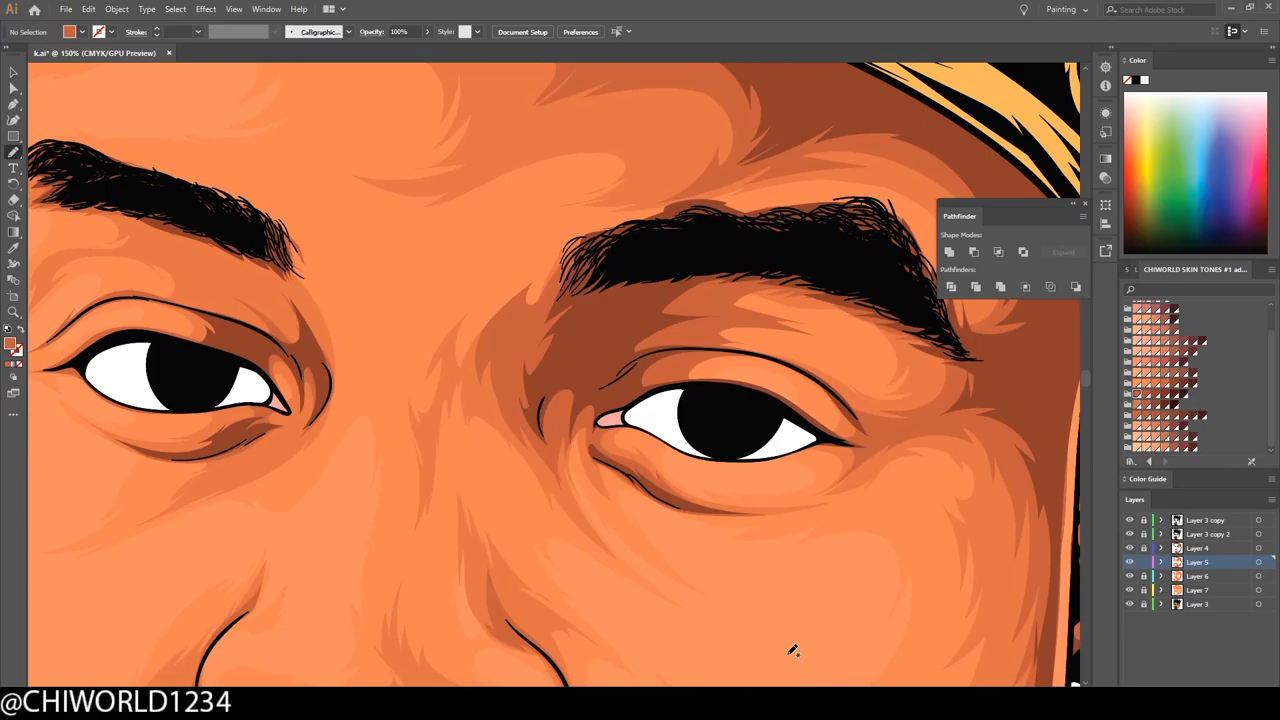 Ai File Edit Object Type Select Effect View Window Help Painting Search Adobe Stock
No Selection Stroke: Calligraphic... Opacity: 100% Style: Document Setup Preferences
k.ai* @ 150% (CMYK/GPU Preview)
Color
Pathfinder
Shape Modes:
Expand
Pathfinders:
S L CHIWORLD SKIN TONES #1 ad...
Color Guide
Layers
Layer 3 copy
Layer 3 copy 2
Layer 4
Layer 5
Layer 6
Layer 7
Layer 3
@CHIWORLD1234